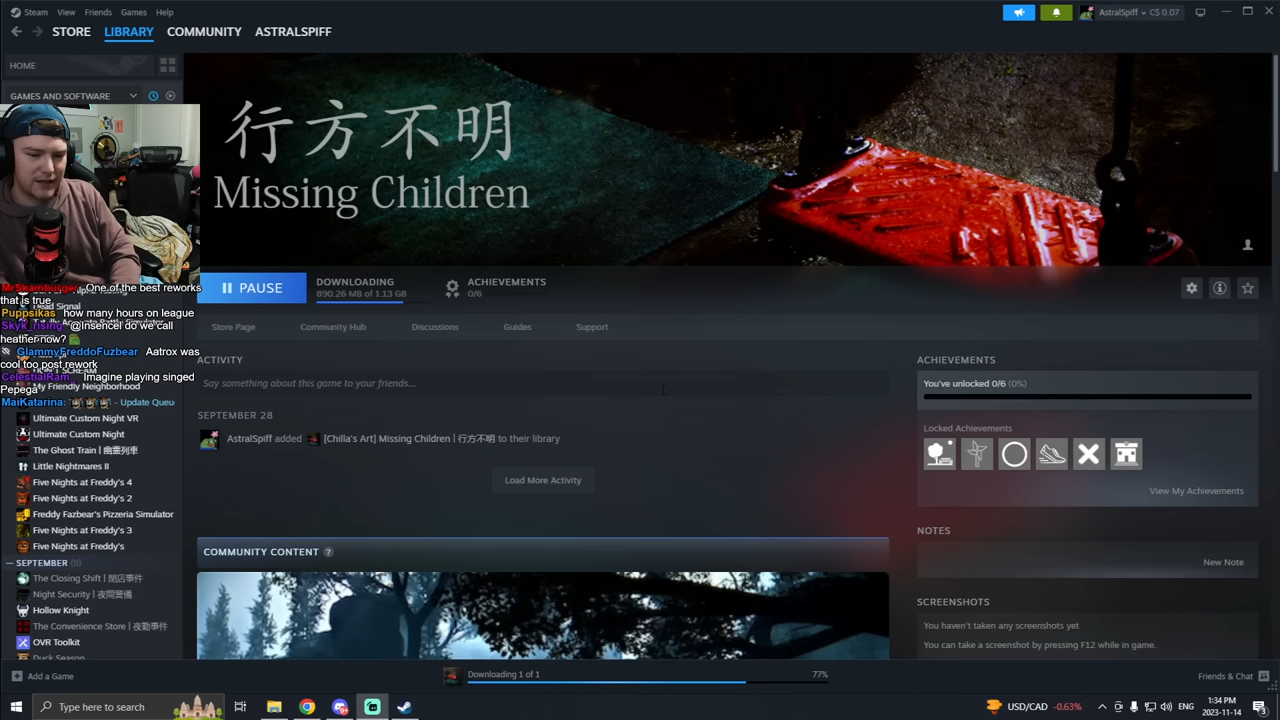 Steam View Friends Games Help
AstralSpiff C$ 0.07
STORE LIBRARY COMMUNITY ASTRALSPIFF
HOME
GAMES AND SOFTWARE
行方不明
Missing Children
PAUSE
DOWNLOADING
890.26 MB of 1.13 GB
ACHIEVEMENTS
0/6
MrSkamburger: One of the best reworks
that is true
Puppsikas how many hours on league
Skyk_rising: "@Insencel do we call
heather now?
GlammyFreddoFuzbear Aatrox was
cool too post rework
CelestialRam: Imagine playing singed
Pepega
MaiKatarina: - Update Queu
Dead Signal
My Friendly Neighborhood
Ultimate Custom Night VR
Ultimate Custom Night
The Ghost Train | 幽霊列車
Little Nightmares II
Five Nights at Freddy's 4
Five Nights at Freddy's 2
Freddy Fazbear's Pizzeria Simulator
Five Nights at Freddy's 3
Five Nights at Freddy's
SEPTEMBER (9)
The Closing Shift | 閉店事件
Night Security | 夜間警備
Hollow Knight
The Convenience Store | 夜勤事件
OVR Toolkit
Duck Season
Add a Game
Store Page Community Hub Discussions Guides Support
ACTIVITY
Say something about this game to your friends...
SEPTEMBER 28
AstralSpiff added [Chilla's Art] Missing Children | 行方不明 to their library
Load More Activity
COMMUNITY CONTENT ?
ACHIEVEMENTS
You've unlocked 0/6 (0%)
Locked Achievements
View My Achievements
NOTES
New Note
SCREENSHOTS
You haven't taken any screenshots yet
You can take a screenshot by pressing F12 while in game.
Downloading 1 of 1 77%
Friends & Chat
Type here to search
USD/CAD -0.63%
ENG
1:34 PM
2023-11-14